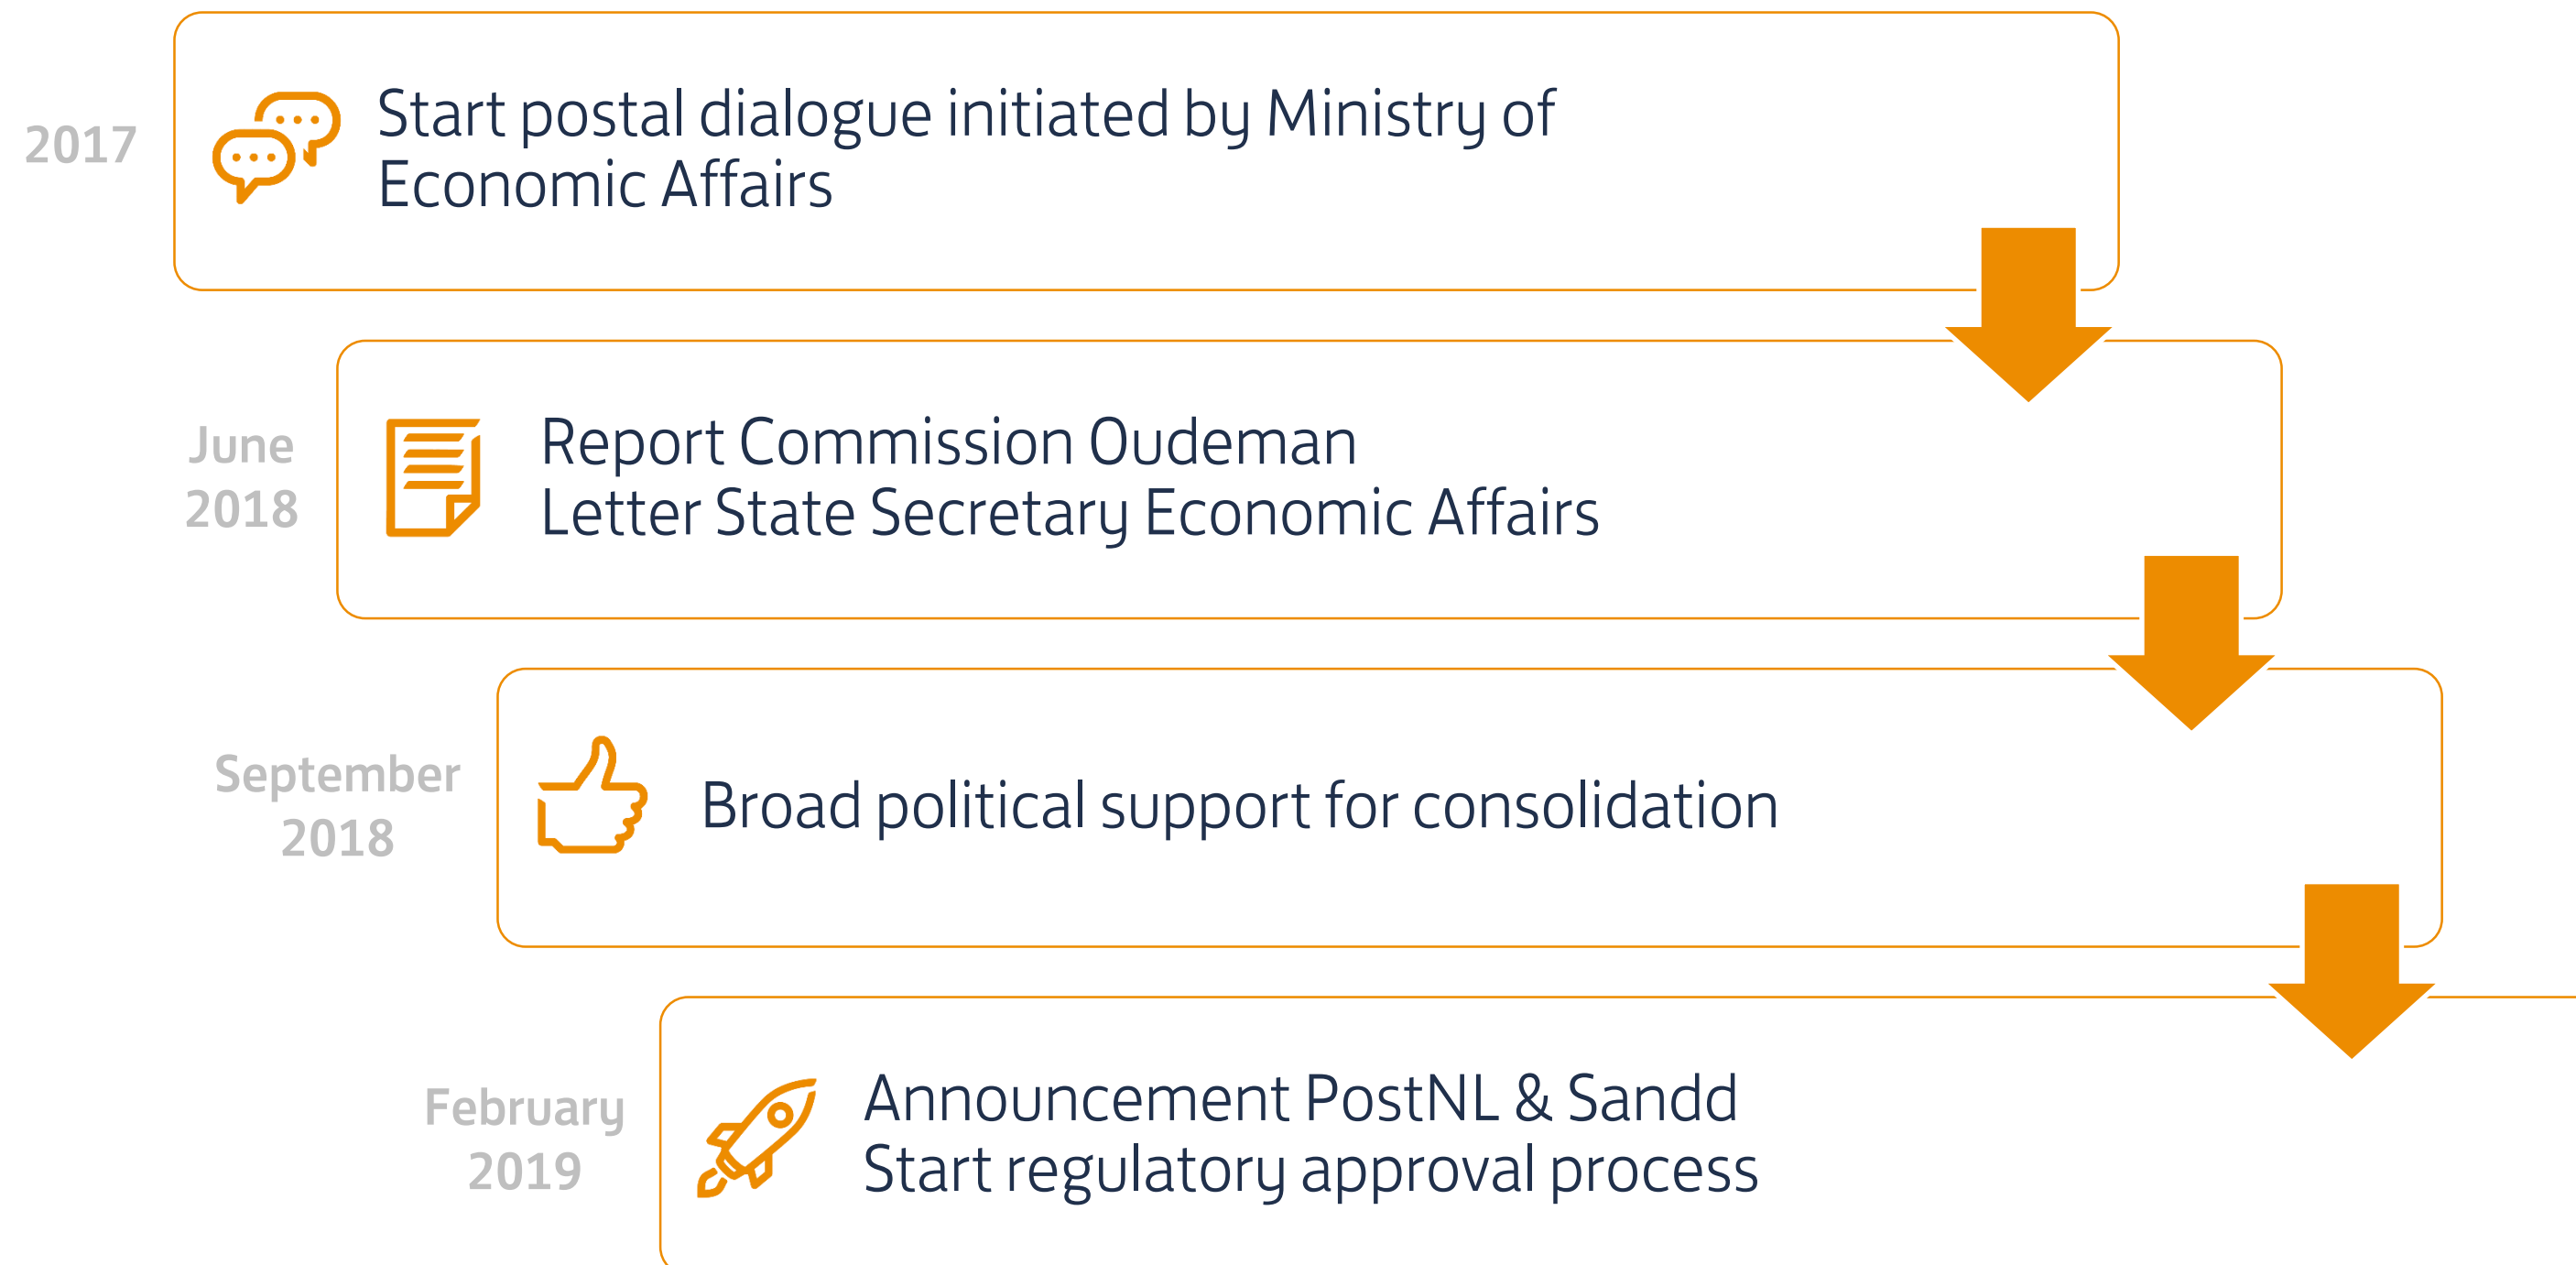 2017
Start postal dialogue initiated by Ministry of
Economic Affairs
June
2018
Report Commission Oudeman
Letter State Secretary Economic Affairs
September
2018
Broad political support for consolidation
February
2019
Announcement PostNL & Sandd
Start regulatory approval process